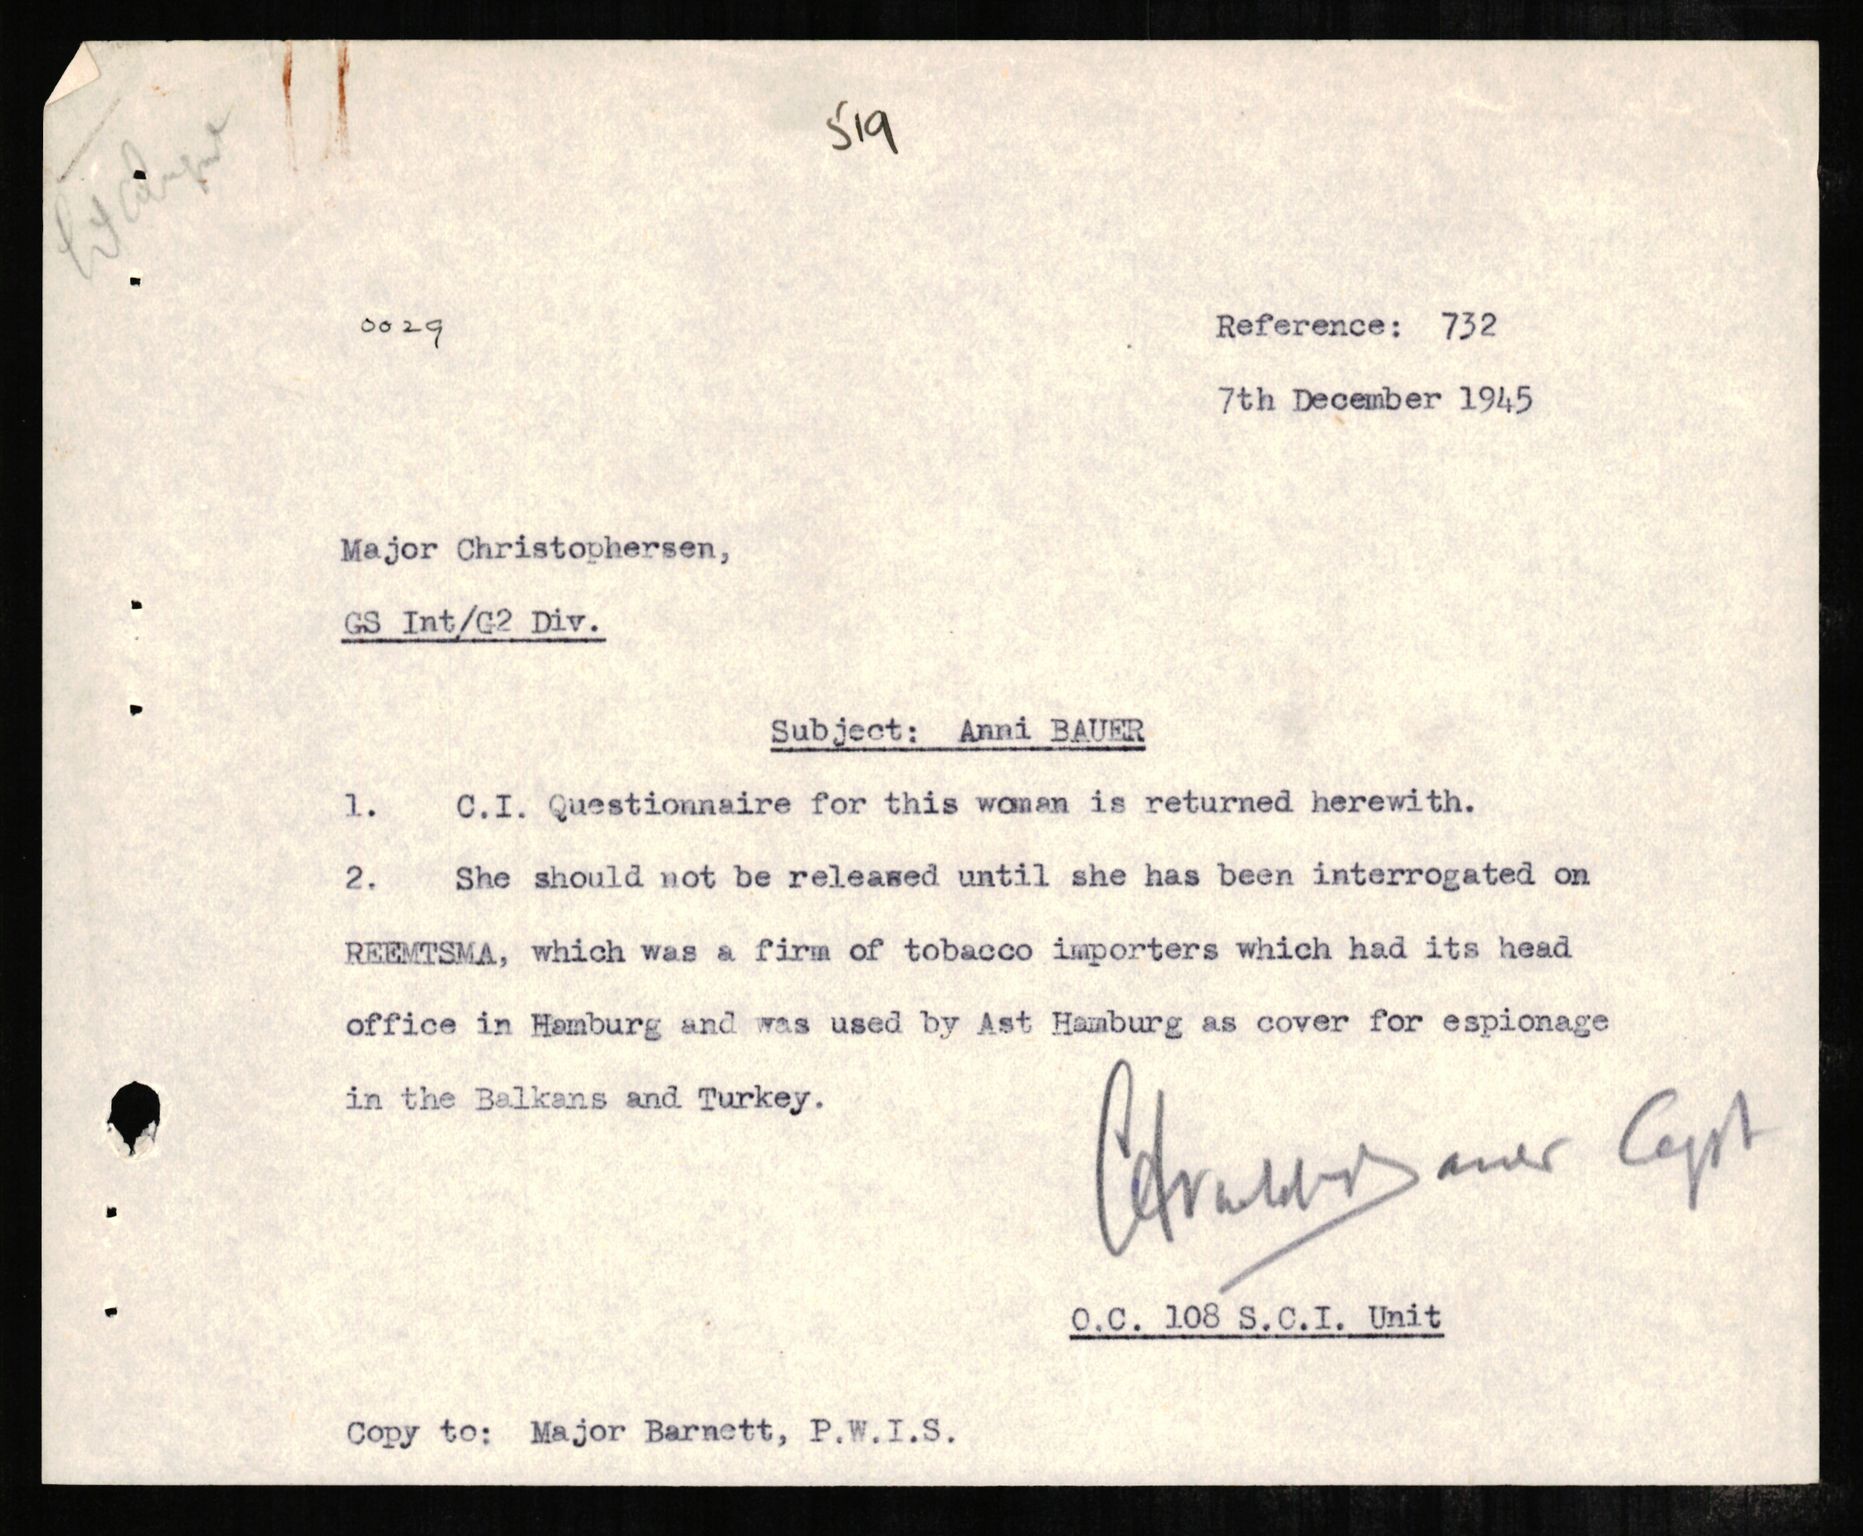 519
0029
Reference: 732
7th December 1945
Major Christophersen,
GS Int/G2 Div.
Subject: Anni BAUER
1. C.I. Questionnaire for this woman is returned herewith.
2. She should not be released until she has been interrogated on
REEMTSMA, which was a firm of tobacco importers which had its head
office in Hamburg and was used by Ast Hamburg as cover for espionage
in the Balkans and Turkey.
Capt
O.C. 108 S.C.I. Unit
Copy to: Major Barnett, P.W.I.S.